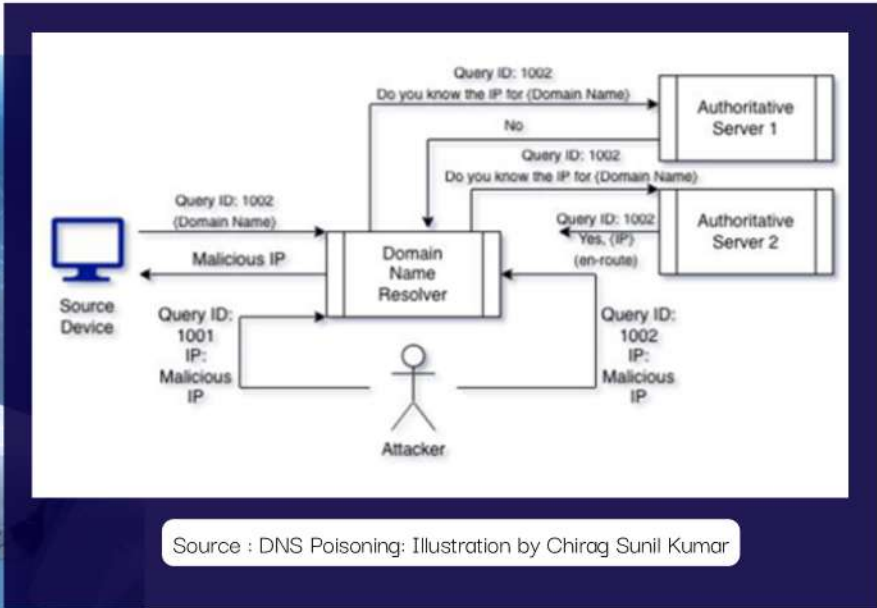 Query ID: 1002
Do you know the IP for {Domain Name}
No
Authoritative
Server 1
Query ID: 1002
Do you know the IP for {Domain Name}
Query ID: 1002
{Domain Name}
Query ID: 1002
Yes, {IP}
(en-route)
Authoritative
Server 2
Malicious IP
Domain
Name
Resolver
Source
Device
Query ID:
1001
IP:
Malicious
IP
Query ID:
1002
IP:
Malicious
IP
Attacker
Source : DNS Poisoning: Illustration by Chirag Sunil Kumar